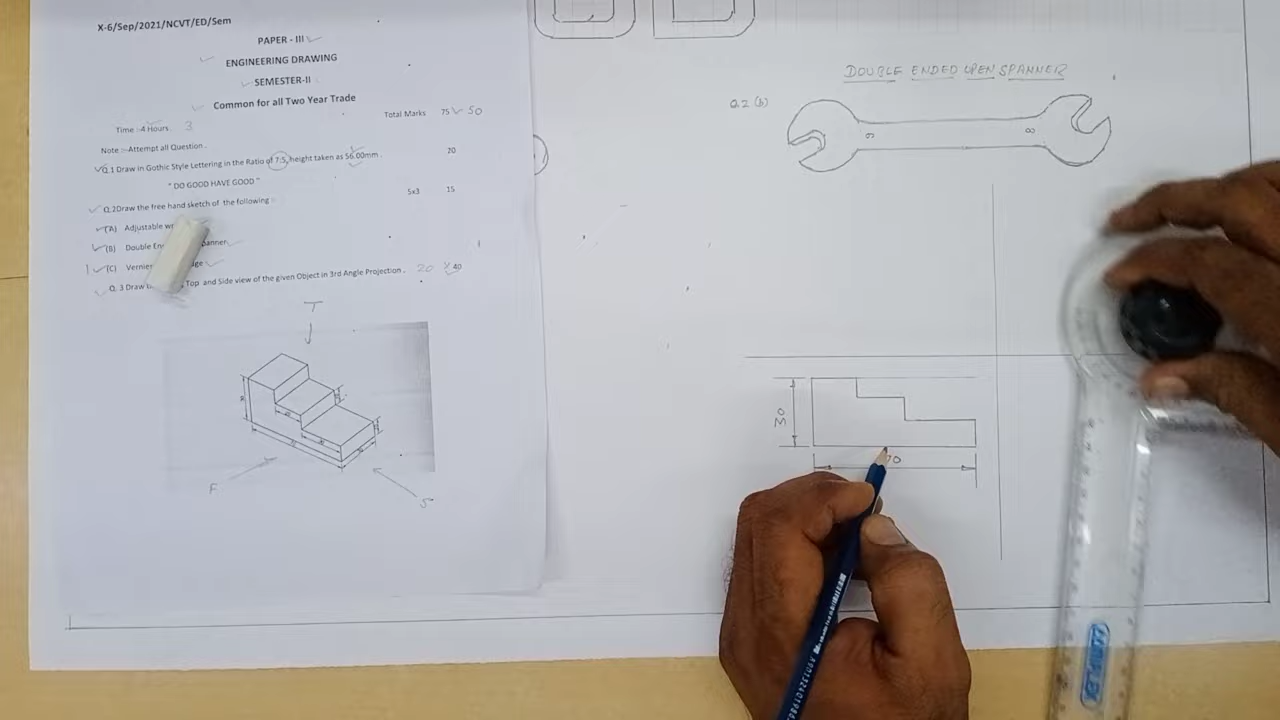 X-6/Sep/2021/NCVT/ED/Sem
PAPER - III
ENGINEERING DRAWING
SEMESTER-II
Common for all Two Year Trade
Time :-4 Hours. 3 Total Marks 75 50
Note :-Attempt all Question.
Q.1 Draw in Gothic Style Lettering in the Ratio of 7:5, height taken as 56.00mm. 20
" DO GOOD HAVE GOOD "
Q.2Draw the free hand sketch of the following 5x3 15
(A) Adjustable
(B) Double
(C)
Q. 3 Draw Top and Side view of the given Object in 3rd Angle Projection. 20 40
T
F
S
DOUBLE ENDED OPEN SPANNER
Q.2 (b)
9
8
30
70